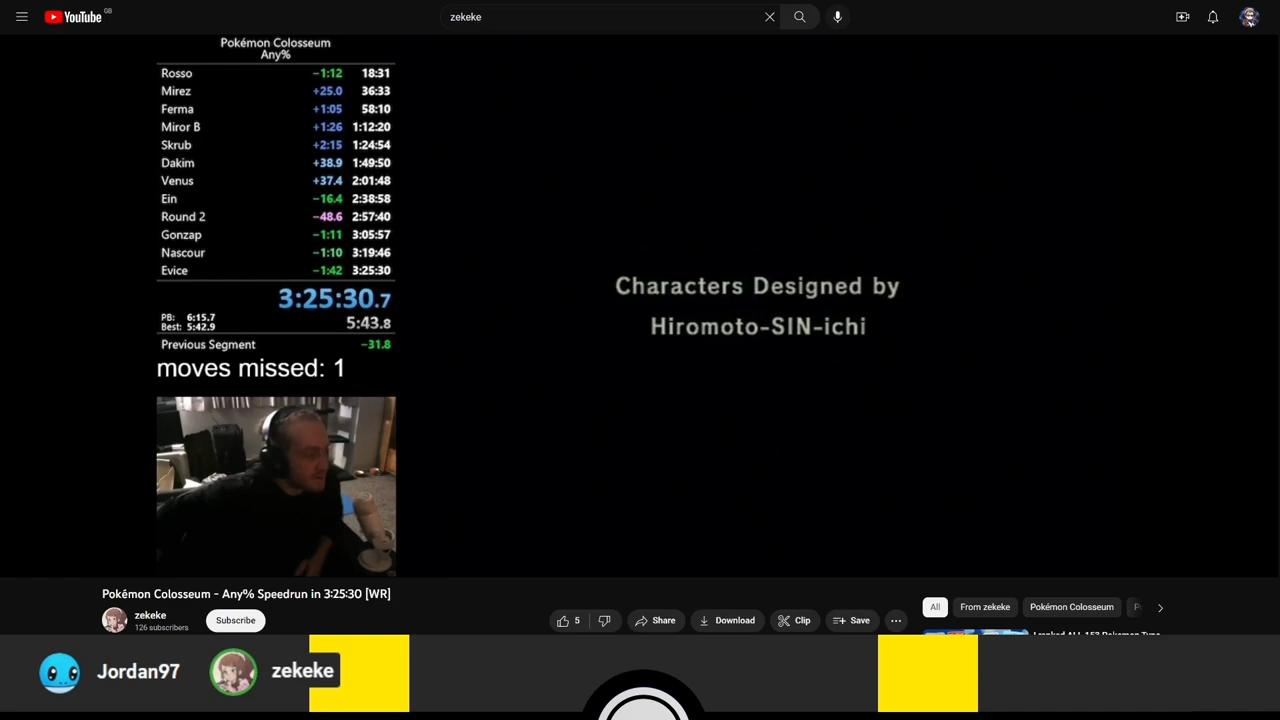 YouTube GB
zekeke
Pokémon Colosseum
Any%
Rosso −1:12 18:31
Mirez +25.0 36:33
Ferma +1:05 58:10
Miror B +1:26 1:12:20
Skrub +2:15 1:24:54
Dakim +38.9 1:49:50
Venus +37.4 2:01:48
Ein −16.4 2:38:58
Round 2 −48.6 2:57:40
Gonzap −1:11 3:05:57
Nascour −1:10 3:19:46
Evice −1:42 3:25:30
3:25:30.7
PB: 6:15.7
Best: 5:42.9
5:43.8
Previous Segment −31.8
moves missed: 1
Characters Designed by
Hiromoto-SIN-ichi
Pokémon Colosseum - Any% Speedrun in 3:25:30 [WR]
zekeke
126 subscribers
Subscribe
5
Share
Download
Clip
Save
All
From zekeke
Pokémon Colosseum
Jordan97
zekeke